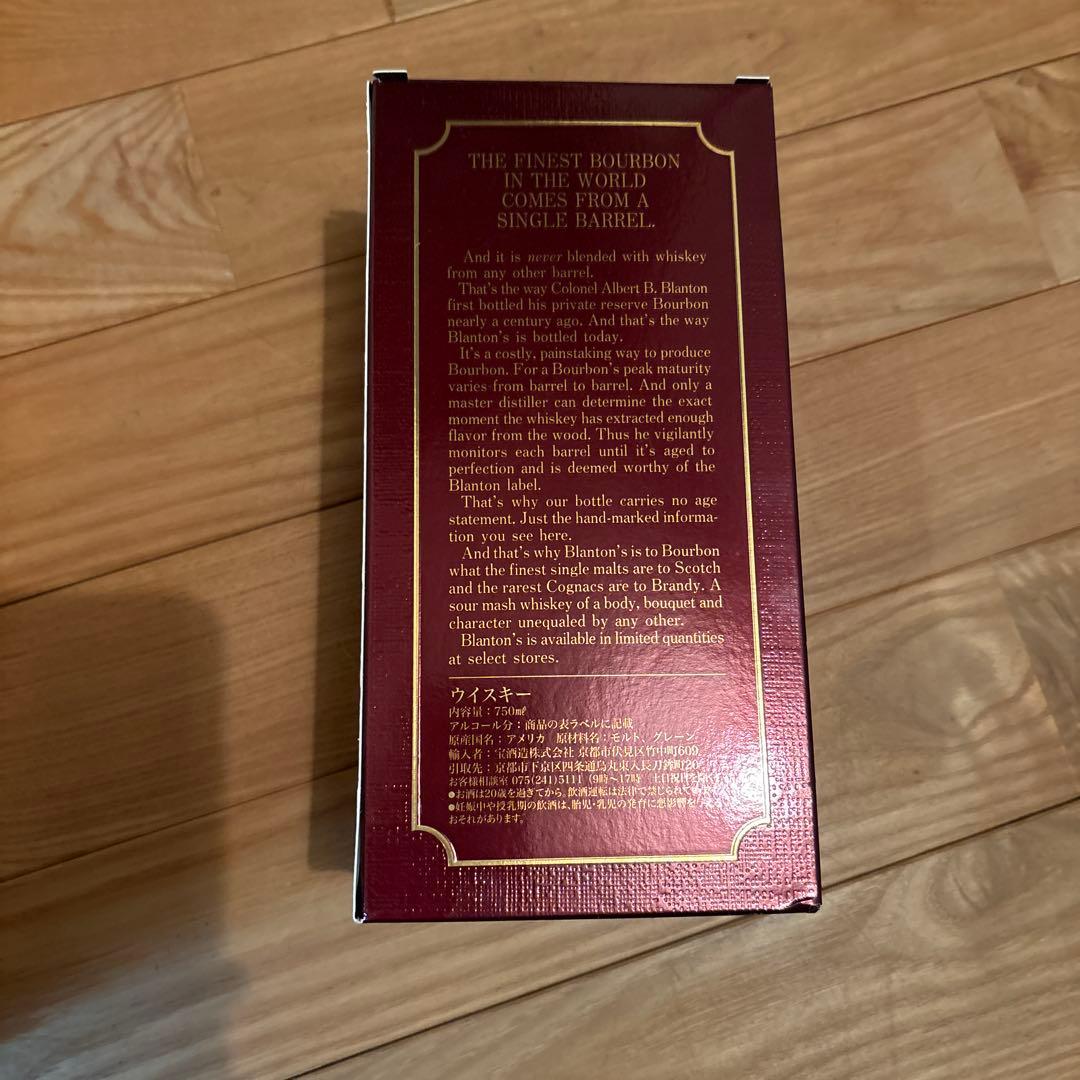 THE FINEST BOURBON
IN THE WORLD
COMES FROM A
SINGLE BARREL.
And it is never blended with whiskey
from any other barrel.
That's the way Colonel Albert B. Blanton
first bottled his private reserve Bourbon
nearly a century ago. And that's the way
Blanton's is bottled today.
It's a costly, painstaking way to produce
Bourbon. For a Bourbon's peak maturity
varies from barrel to barrel. And only a
master distiller can determine the exact
moment the whiskey has extracted enough
flavor from the wood. Thus he vigilantly
monitors each barrel until it's aged to
perfection and is deemed worthy of the
Blanton label.
That's why our bottle carries no age
statement. Just the hand-marked informa-
tion you see here.
And that's why Blanton's is to Bourbon
what the finest single malts are to Scotch
and the rarest Cognacs are to Brandy. A
sour mash whiskey of a body, bouquet and
character unequaled by any other.
Blanton's is available in limited quantities
at select stores.
ウイスキー
内容量：750㎖
アルコール分：商品の表ラベルに記載
原産国名：アメリカ 原材料名：モルト、グレーン
輸入者：宝酒造株式会社 京都市伏見区竹中町609
引取先：京都市下京区四条通烏丸東入長刀鉾町20
お客様相談室 075(241)5111（9時〜17時 土日祝日を除く）
●お酒は20歳を過ぎてから。飲酒運転は法律で禁じられて
●妊娠中や授乳期の飲酒は、胎児・乳児の発育に悪影響を
おそれがあります。